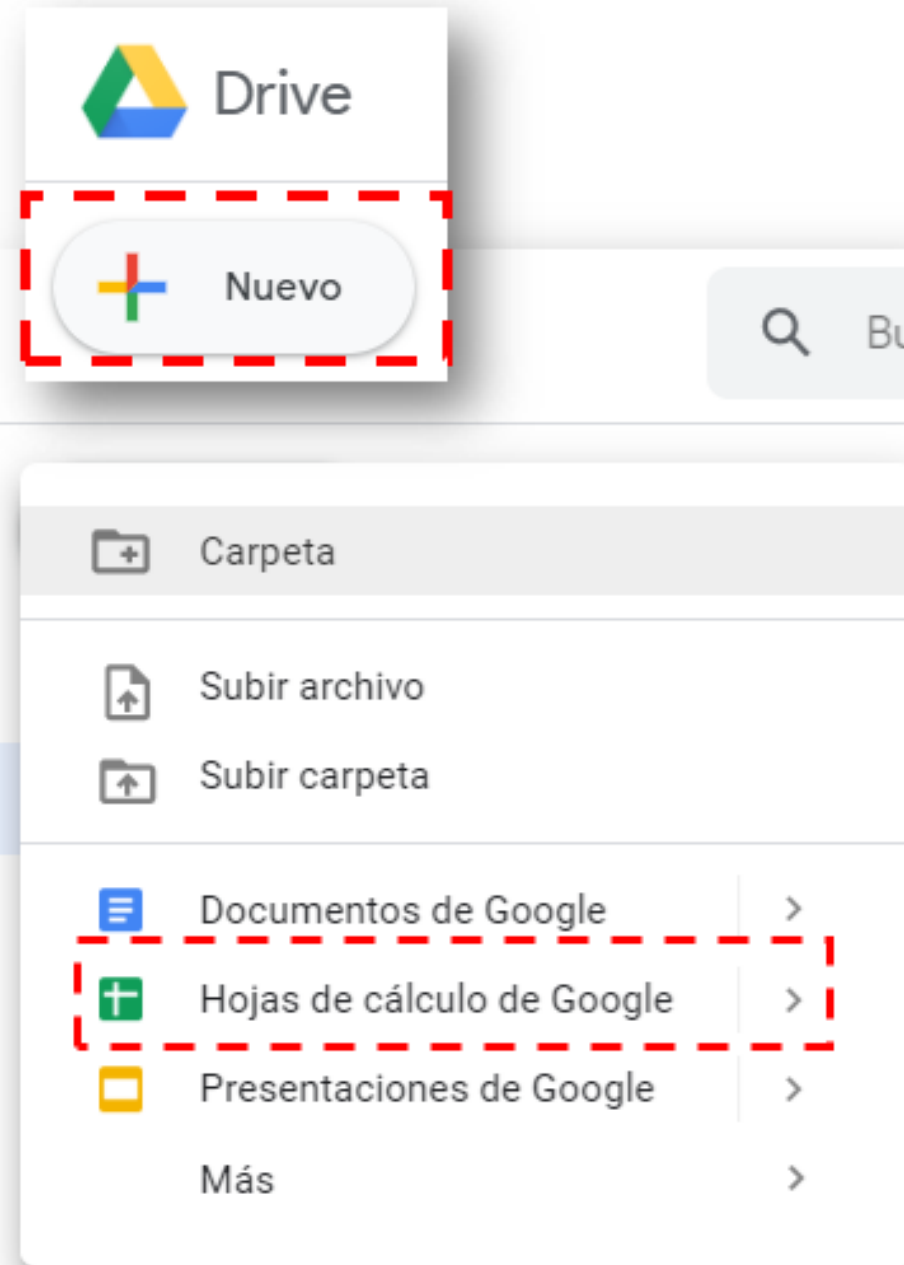 Drive
Nuevo
Bu
Carpeta
Subir archivo
Subir carpeta
Documentos de Google
Hojas de cálculo de Google
Presentaciones de Google
Más